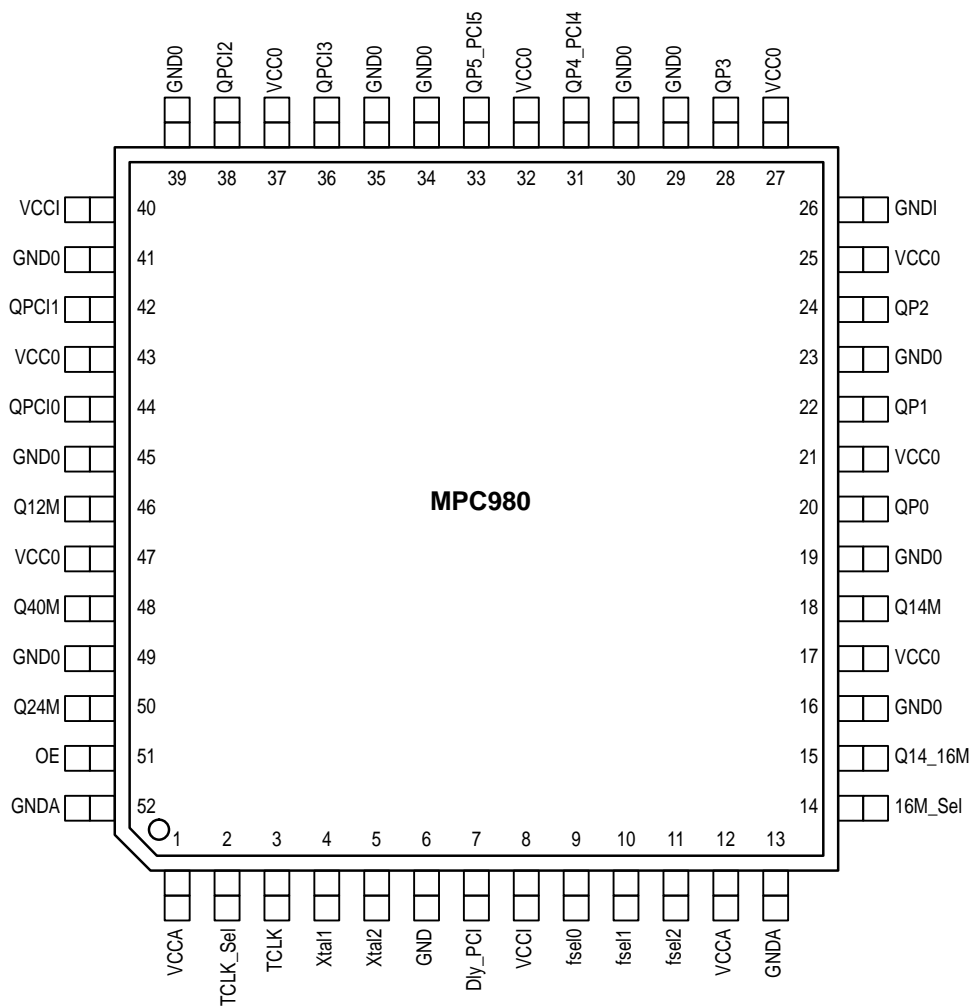 GND0
QPCI2
VCC0
QPCI3
GND0
GND0
QP5_PCI5
VCC0
QP4_PCI4
GND0
GND0
QP3
VCC0
39 38 37 36 35 34 33 32 31 30 29 28 27
VCCI 40 26 GNDI
GND0 41 25 VCC0
QPCI1 42 24 QP2
VCC0 43 23 GND0
QPCI0 44 22 QP1
GND0 45 21 VCC0
Q12M 46 MPC980 20 QP0
VCC0 47 19 GND0
Q40M 48 18 Q14M
GND0 49 17 VCC0
Q24M 50 16 GND0
OE 51 15 Q14_16M
GNDA 52 14 16M_Sel
1 2 3 4 5 6 7 8 9 10 11 12 13
VCCA
TCLK_Sel
TCLK
Xtal1
Xtal2
GND
Dly_PCI
VCCI
fsel0
fsel1
fsel2
VCCA
GNDA